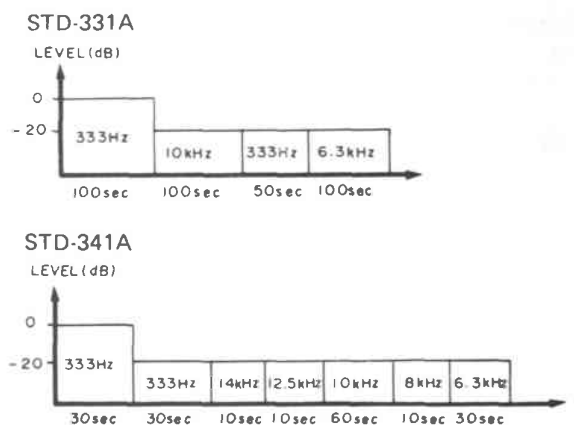 STD-331A
LEVEL(dB)
0
-20
333Hz
10kHz
333Hz
6.3kHz
100sec
100sec
50sec
100sec
STD-341A
LEVEL(dB)
0
-20
333Hz
333Hz
14kHz
12.5kHz
10kHz
8kHz
6.3kHz
30sec
30sec
10sec
10sec
60sec
10sec
30sec